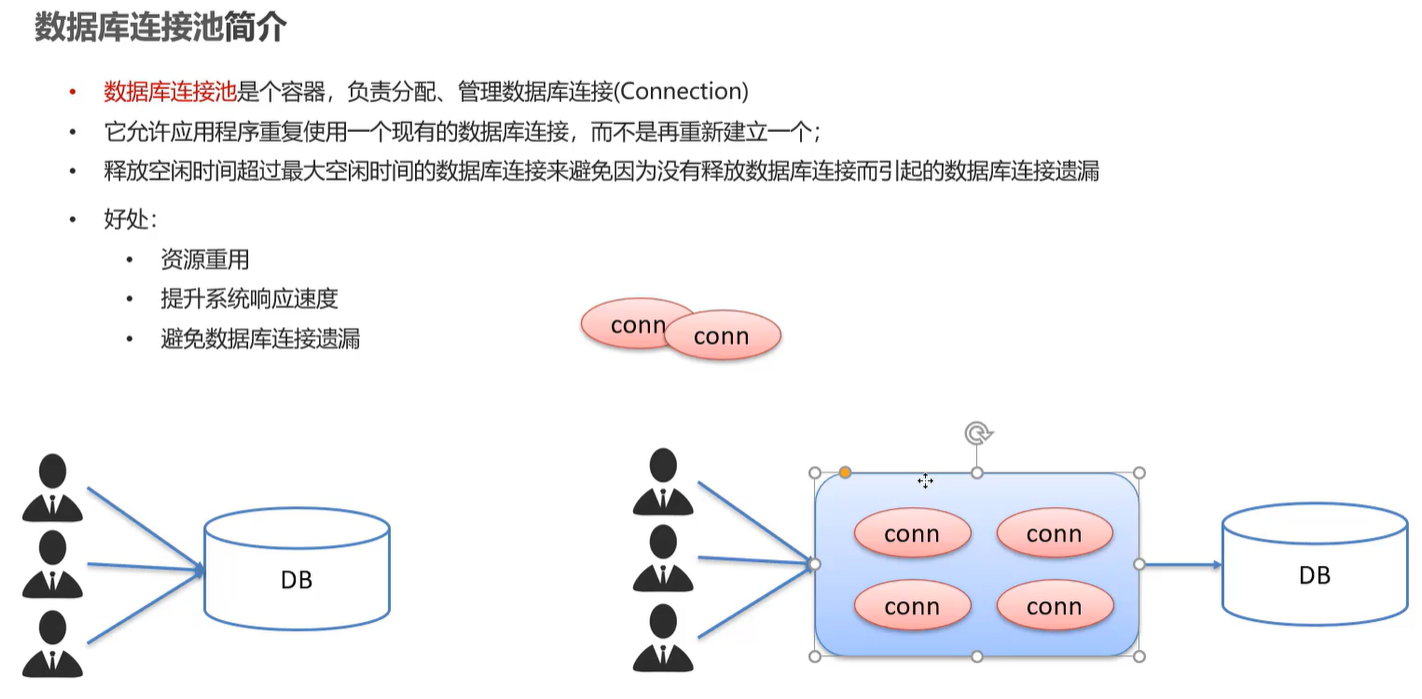 数据库连接池简介
• 数据库连接池是个容器，负责分配、管理数据库连接(Connection)
• 它允许应用程序重复使用一个现有的数据库连接，而不是再重新建立一个；
• 释放空闲时间超过最大空闲时间的数据库连接来避免因为没有释放数据库连接而引起的数据库连接遗漏
• 好处：
• 资源重用
• 提升系统响应速度
• 避免数据库连接遗漏
conn
conn
DB
conn
conn
conn
conn
DB